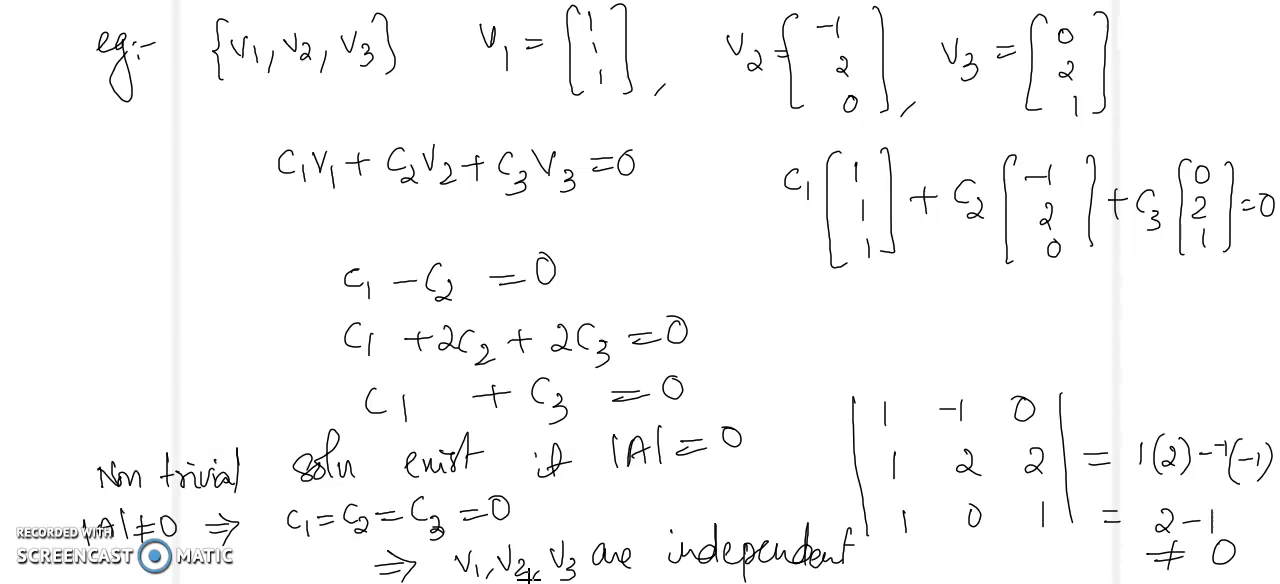 eg:- {V1, V2, V3} V1 = [1 1 1], V2 = [-1 2 0], V3 = [0 2 1]
C1V1 + C2V2 + C3V3 = 0
C1 [1 1 1] + C2 [-1 2 0] + C3 [0 2 1] = 0
C1 - C2 = 0
C1 + 2C2 + 2C3 = 0
C1 + C3 = 0
Non trivial soln exist if |A| = 0
|A| ≠ 0 ⇒ C1 = C2 = C3 = 0
⇒ V1, V2, V3 are independent
| 1 -1 0 |
| 1 2 2 | = 1(2) - -1(-1)
| 1 0 1 | = 2 - 1
≠ 0
RECORDED WITH
SCREENCAST MATIC